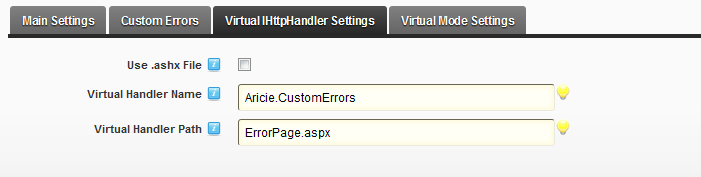 Main Settings Custom Errors Virtual IHttpHandler Settings Virtual Mode Settings
Use .ashx File
Virtual Handler Name Aricie.CustomErrors
Virtual Handler Path ErrorPage.aspx